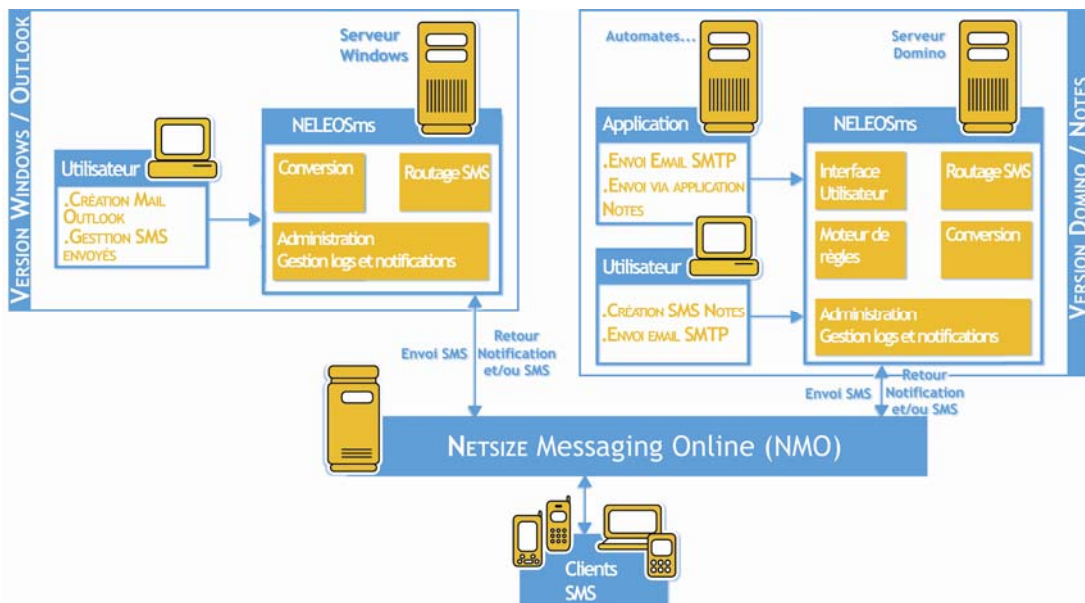 VERSION WINDOWS / OUTLOOK
Serveur
Windows
Utilisateur
.CRÉATION MAIL
OUTLOOK
.GESTTION SMS
ENVOYÉS
NELEOSms
Conversion
Routage SMS
Administration
Gestion logs et notifications
Envoi SMS
Retour
Notification
et/ou SMS
Automates...
Serveur
Domino
Application
.ENVOI EMAIL SMTP
.ENVOI VIA APPLICATION
NOTES
Utilisateur
.CRÉATION SMS NOTES
.ENVOI EMAIL SMTP
NELEOSms
Interface
Utilisateur
Routage SMS
Moteur de
règles
Conversion
Administration
Gestion logs et notifications
VERSION DOMINO / NOTES
Envoi SMS
Retour
Notification
et/ou SMS
NETSIZE Messaging Online (NMO)
Clients
SMS